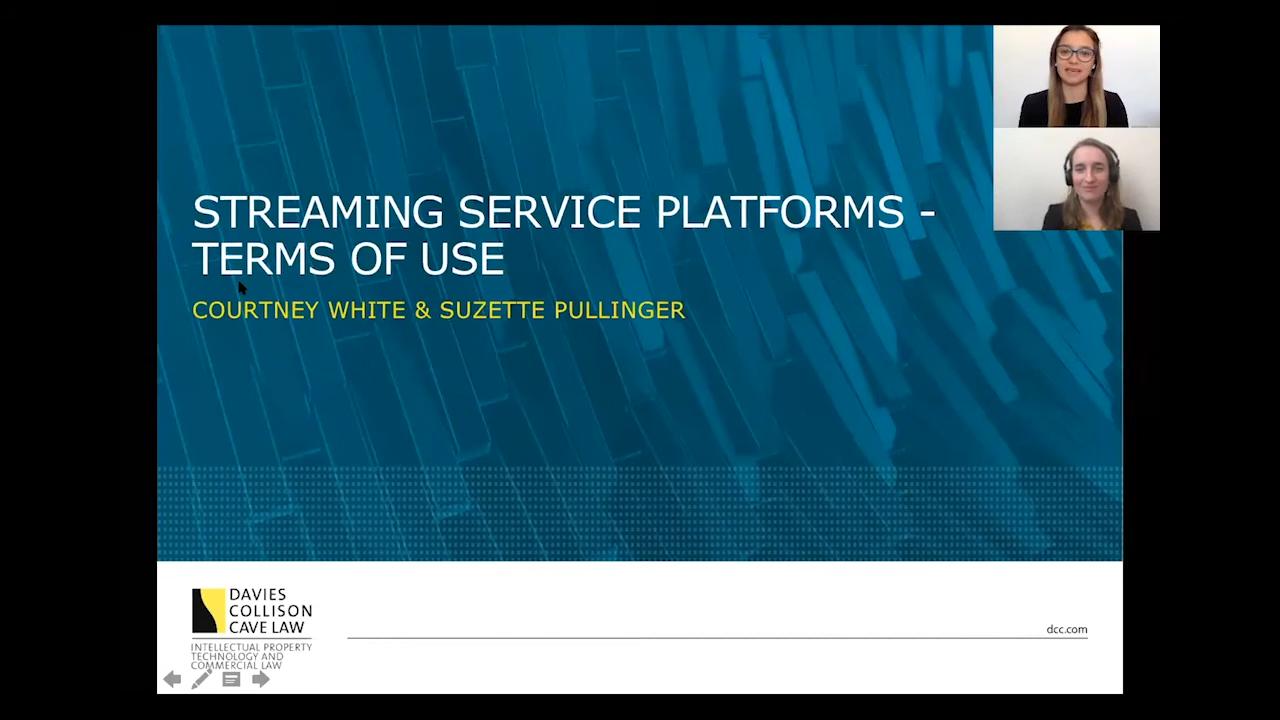 STREAMING SERVICE PLATFORMS -
TERMS OF USE
COURTNEY WHITE & SUZETTE PULLINGER
DAVIES
COLLISON
CAVE LAW
INTELLECTUAL PROPERTY
TECHNOLOGY AND
COMMERCIAL LAW
dcc.com